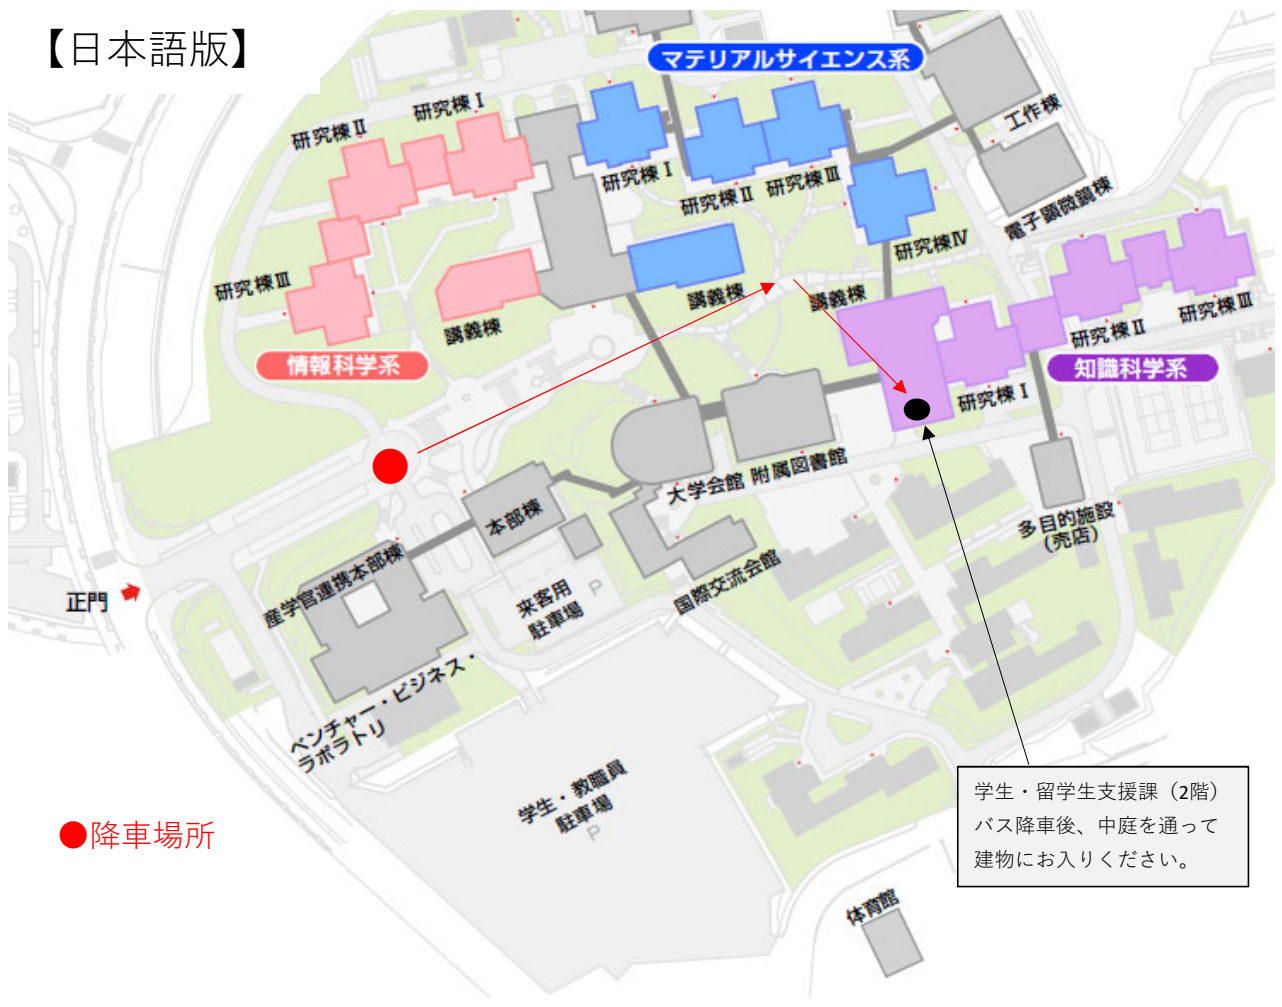 【日本語版】
マテリアルサイエンス系
研究棟Ⅰ
研究棟Ⅱ
研究棟Ⅲ
講義棟
情報科学系
研究棟Ⅰ
研究棟Ⅱ
研究棟Ⅲ
研究棟Ⅳ
講義棟
工作棟
電子顕微鏡棟
講義棟
研究棟Ⅰ
研究棟Ⅱ
研究棟Ⅲ
知識科学系
大学会館
附属図書館
多目的施設
(売店)
本部棟
国際交流会館
産学官連携本部棟
正門
来客用
駐車場
P
ベンチャー・ビジネス・
ラボラトリ
学生・教職員
駐車場
P
●降車場所
学生・留学生支援課（2階）
バス降車後、中庭を通って
建物にお入りください。
体育館